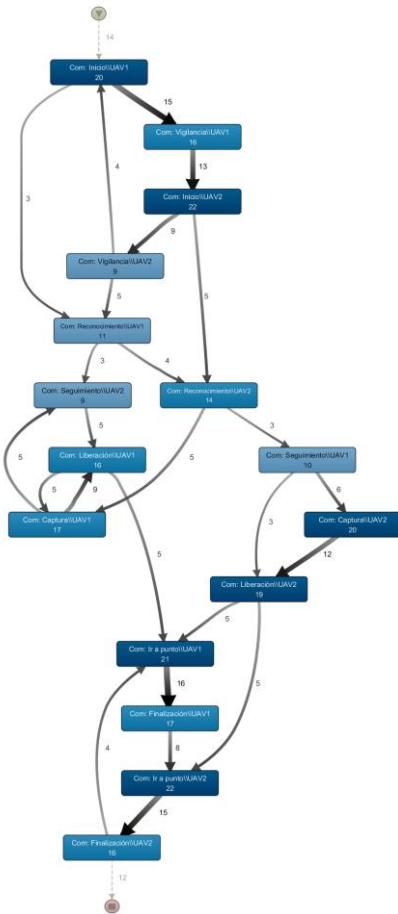 14
Com: Inicio\\UAV1
20
15
Com: Vigilancia\\UAV1
16
4
13
3
Com: Inicio\\UAV2
22
9
Com: Vigilancia\\UAV2
9
5
5
Com: Reconocimiento\\UAV1
11
3
4
Com: Seguimiento\\UAV2
9
Com: Reconocimiento\\UAV2
14
5
3
Com: Liberación\\UAV1
16
5
Com: Seguimiento\\UAV1
10
5
5
9
6
Com: Captura\\UAV1
17
3
Com: Captura\\UAV2
20
5
12
Com: Liberación\\UAV2
19
5
Com: Ir a punto\\UAV1
21
16
5
Com: Finalización\\UAV1
17
4
8
Com: Ir a punto\\UAV2
22
15
Com: Finalización\\UAV2
16
12